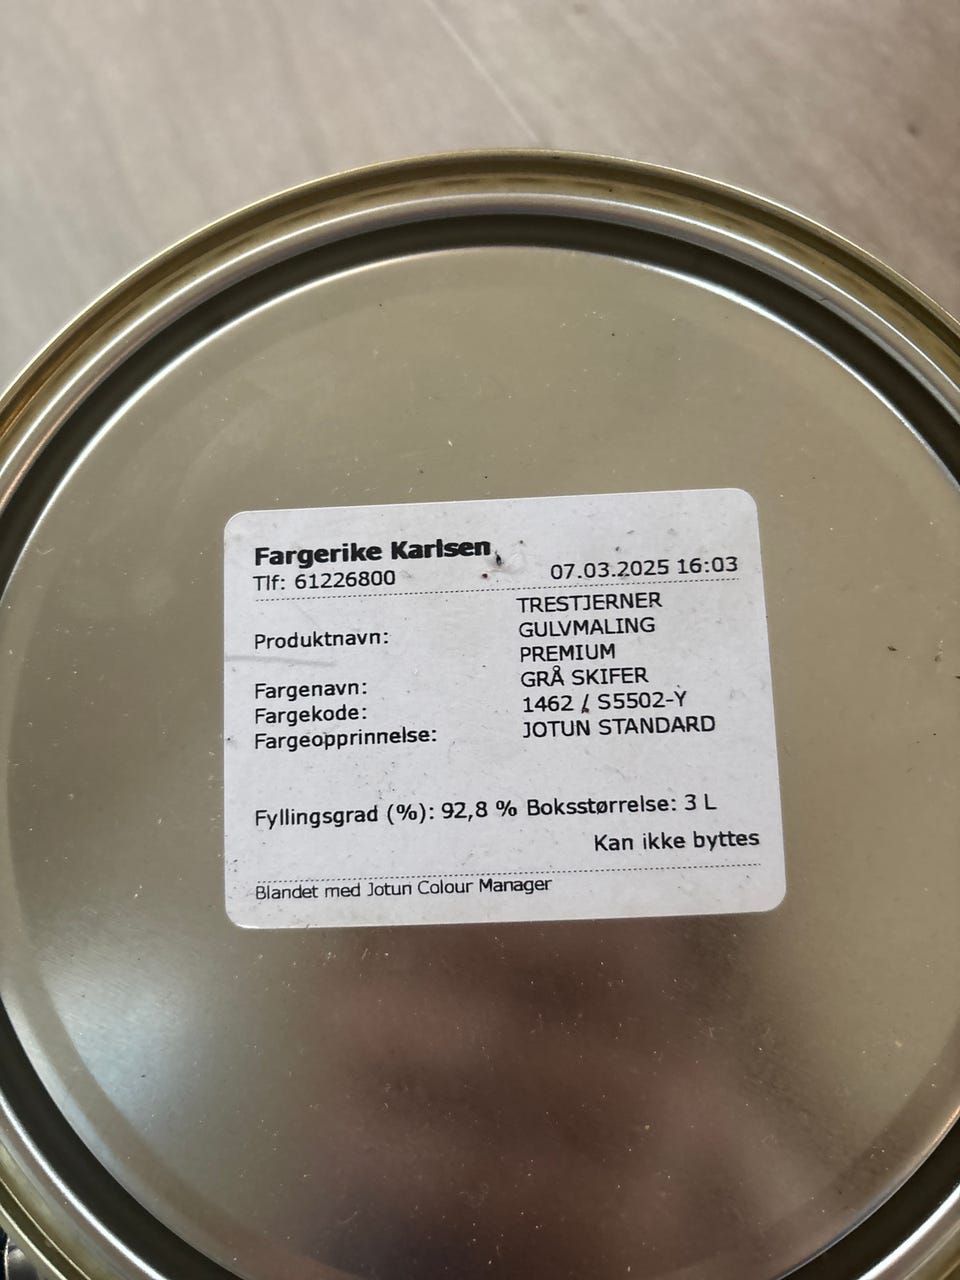 Fargerike Karlsen
Tlf: 61226800 07.03.2025 16:03
Produktnavn: TRESTJERNER
GULVMALING
PREMIUM
Fargenavn: GRÅ SKIFER
Fargekode: 1462 / S5502-Y
Fargeopprinnelse: JOTUN STANDARD
Fyllingsgrad (%): 92,8 % Boksstørrelse: 3 L
Kan ikke byttes
Blandet med Jotun Colour Manager